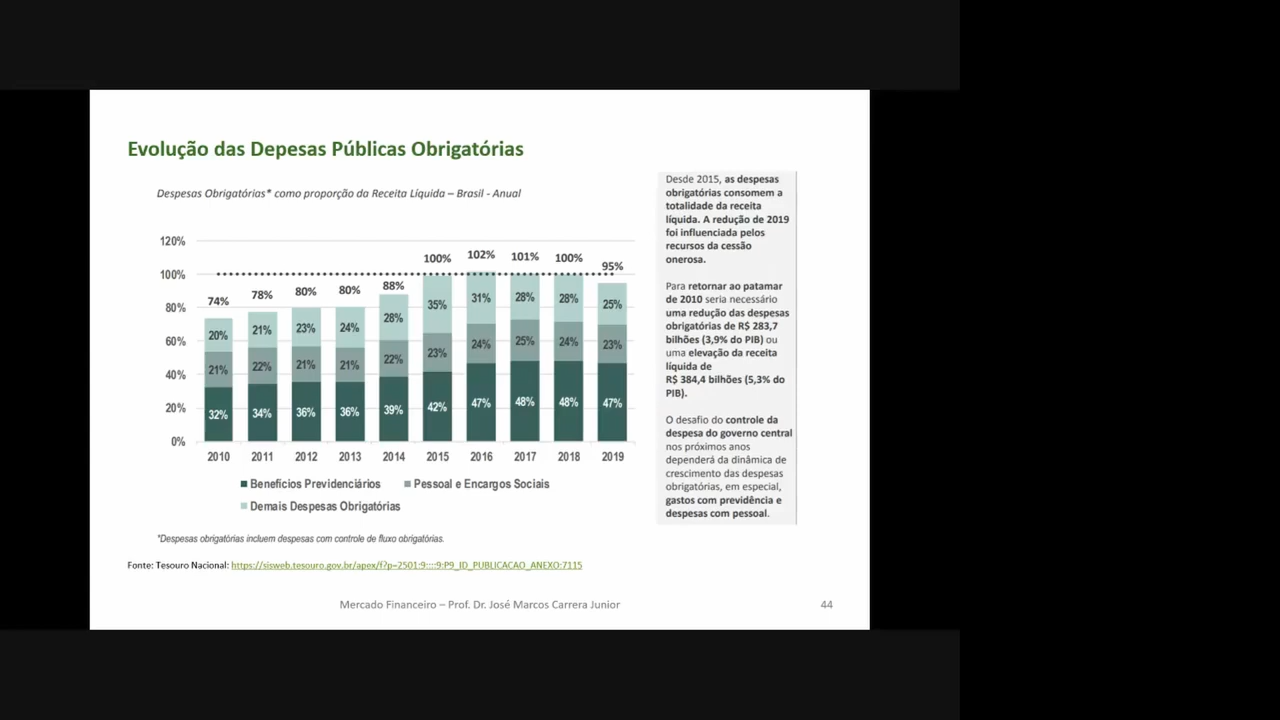 Evolução das Depesas Públicas Obrigatórias
Despesas Obrigatórias* como proporção da Receita Líquida – Brasil - Anual
120%
100%
80%
60%
40%
20%
0%
74% 78% 80% 80% 88% 100% 102% 101% 100% 95%
20% 21% 23% 24% 28% 35% 31% 28% 28% 25%
21% 22% 21% 21% 22% 23% 24% 25% 24% 23%
32% 34% 36% 36% 39% 42% 47% 48% 48% 47%
2010 2011 2012 2013 2014 2015 2016 2017 2018 2019
Benefícios Previdenciários Pessoal e Encargos Sociais
Demais Despesas Obrigatórias
*Despesas obrigatórias incluem despesas com controle de fluxo obrigatórias.
Desde 2015, as despesas
obrigatórias consomem a
totalidade da receita
líquida. A redução de 2019
foi influenciada pelos
recursos da cessão
onerosa.
Para retornar ao patamar
de 2010 seria necessário
uma redução das despesas
obrigatórias de R$ 283,7
bilhões (3,9% do PIB) ou
uma elevação da receita
líquida de
R$ 384,4 bilhões (5,3% do
PIB).
O desafio do controle da
despesa do governo central
nos próximos anos
dependerá da dinâmica de
crescimento das despesas
obrigatórias, em especial,
gastos com previdência e
despesas com pessoal.
Fonte: Tesouro Nacional: https://sisweb.tesouro.gov.br/apex/f?p=2501:9::::9:P9_ID_PUBLICACAO_ANEXO:7115
Mercado Financeiro – Prof. Dr. José Marcos Carrera Junior
44